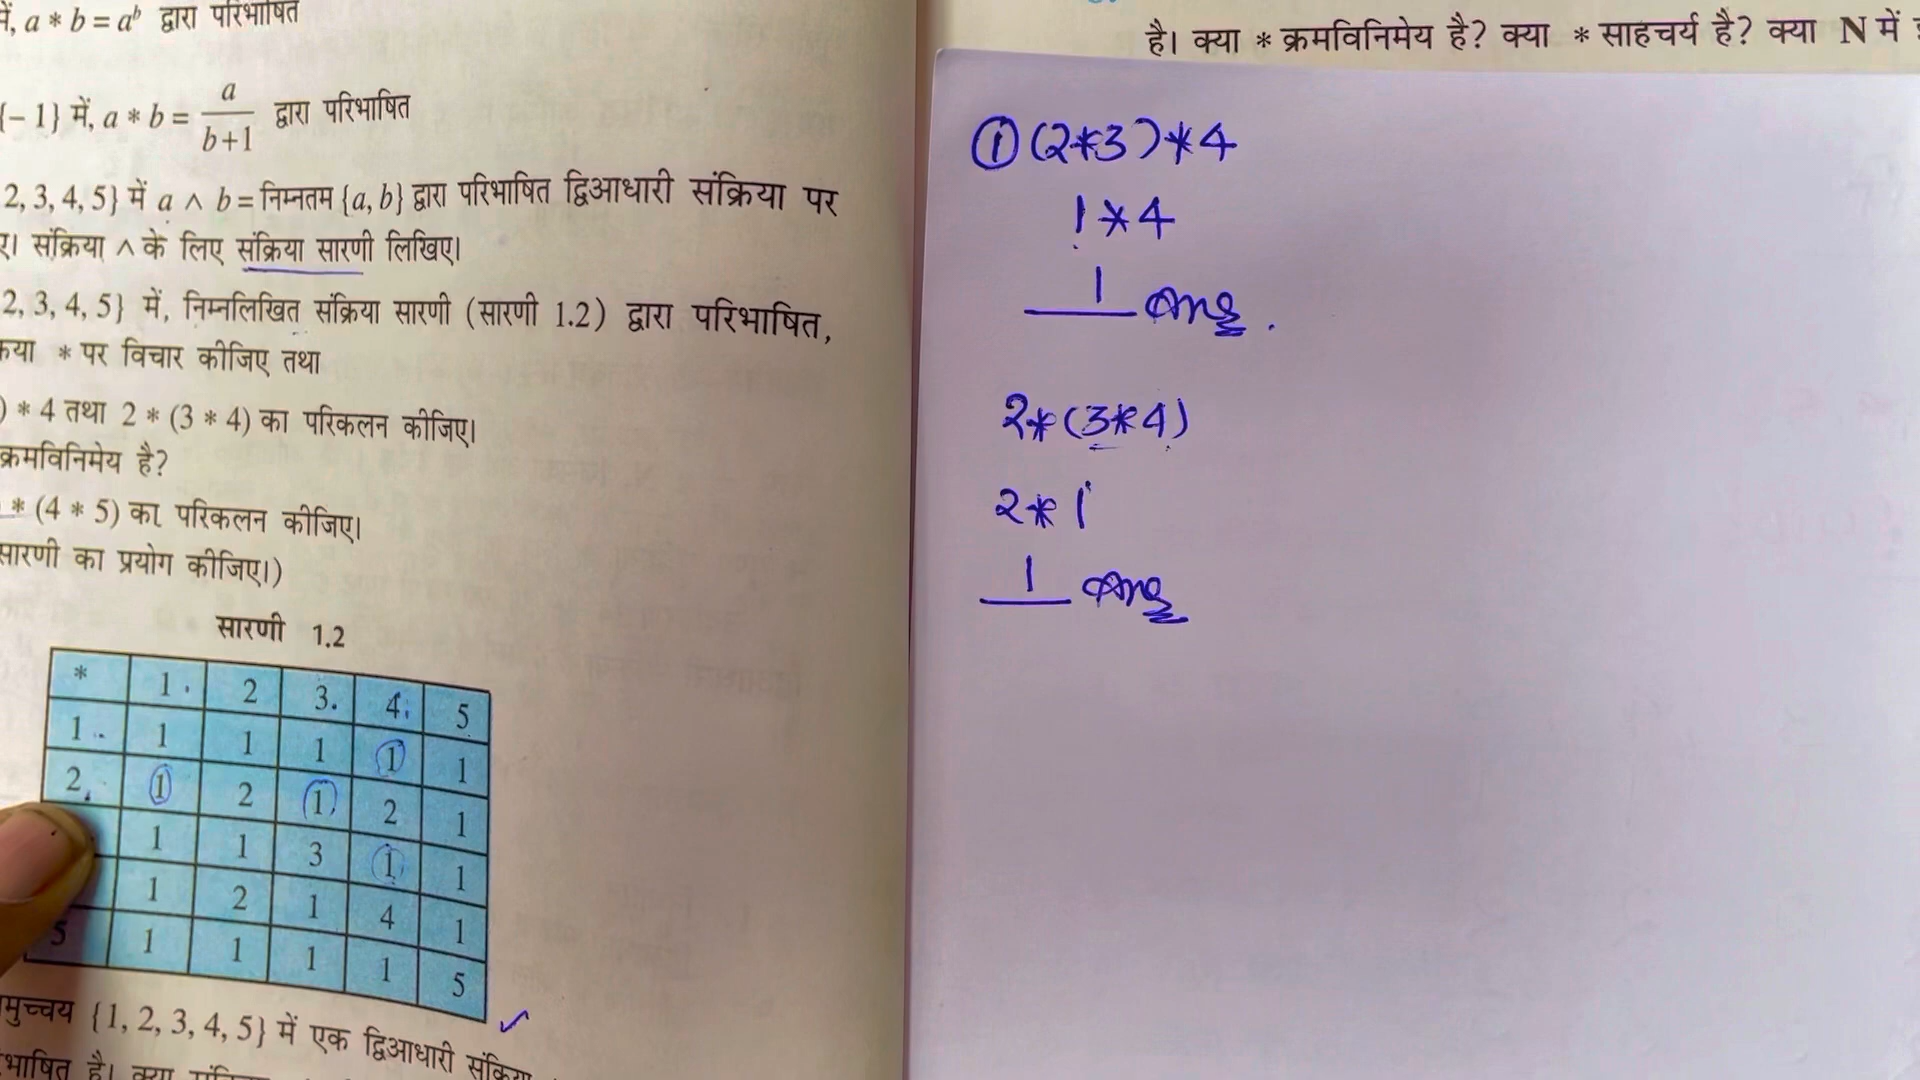 में, a * b = aᵇ द्वारा परिभाषित
{– 1} में, a * b = a/(b+1) द्वारा परिभाषित
2, 3, 4, 5} में a ∧ b = निम्नतम {a, b} द्वारा परिभाषित द्विआधारी संक्रिया पर
संक्रिया ∧ के लिए संक्रिया सारणी लिखिए।
2, 3, 4, 5} में, निम्नलिखित संक्रिया सारणी (सारणी 1.2) द्वारा परिभाषित,
* पर विचार कीजिए तथा
) * 4 तथा 2 * (3 * 4) का परिकलन कीजिए।
क्रमविनिमेय है?
* (4 * 5) का परिकलन कीजिए।
सारणी का प्रयोग कीजिए।)
सारणी 1.2
* 1 2 3 4 5
1 1 1 1 1 1
2 1 2 1 2 1
1 1 3 1 1
1 2 1 4 1
5 1 1 1 1 5
{1, 2, 3, 4, 5} में एक द्विआधारी संक्रिया
है। क्या
है। क्या * क्रमविनिमेय है? क्या * साहचर्य है? क्या N में
① (2*3)*4
1*4
1 Ans.
2*(3*4)
2*1
1 Ans